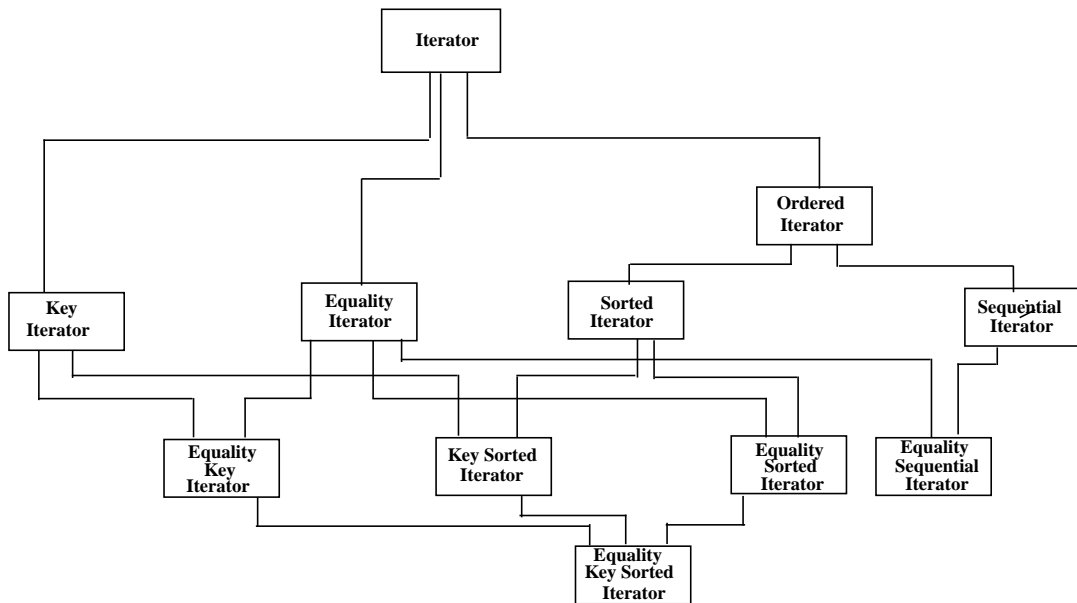 Iterator
Ordered
Iterator
Key
Iterator
Equality
Iterator
Sorted
Iterator
Sequential
Iterator
Equality
Key
Iterator
Key Sorted
Iterator
Equality
Sorted
Iterator
Equality
Sequential
Iterator
Equality
Key Sorted
Iterator